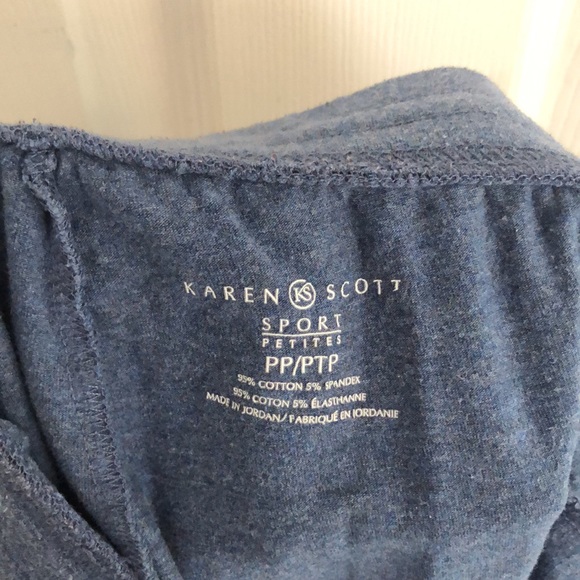 KAREN KS SCOTT
SPORT
PETITES
PP/PTP
95% COTTON 5% SPANDEX
95% COTON 5% ÉLASTHANNE
MADE IN JORDAN/FABRIQUÉ EN JORDANIE